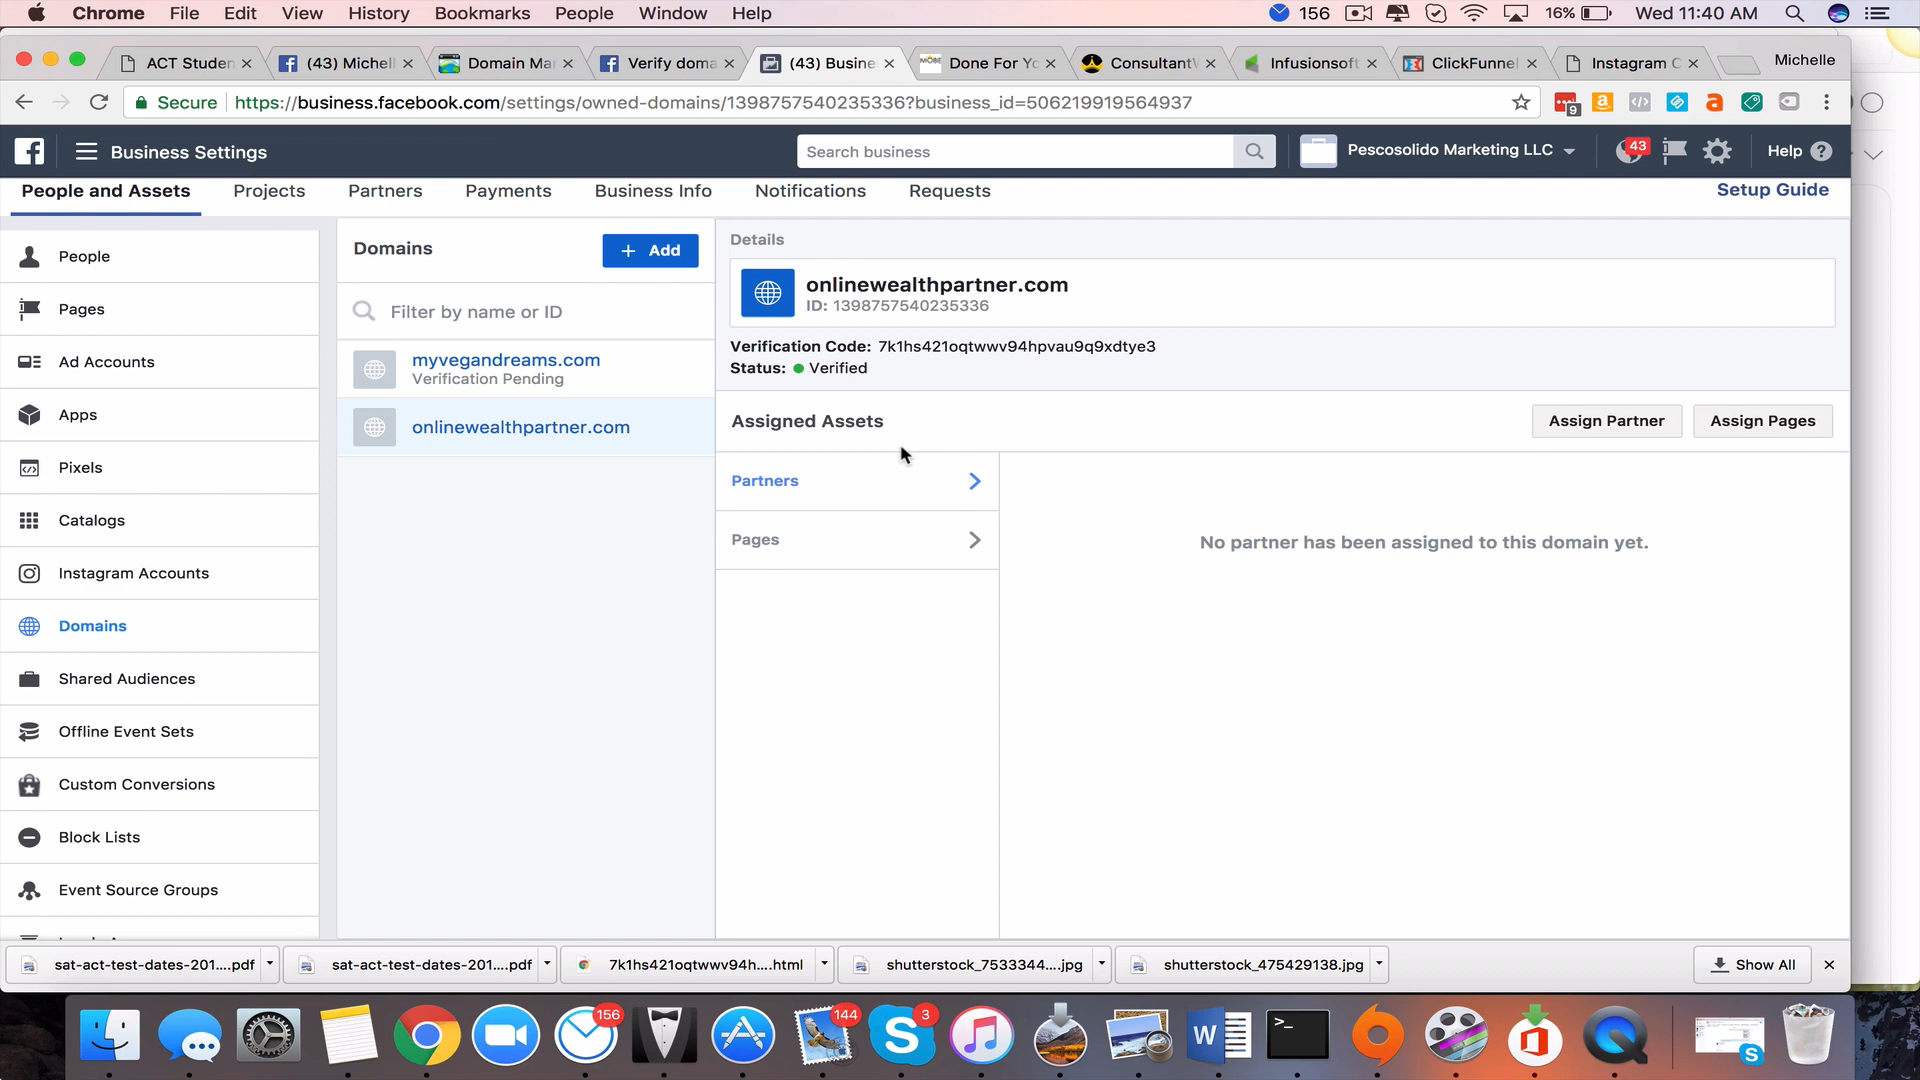 Chrome File Edit View History Bookmarks People Window Help 156 16% Wed 11:40 AM
ACT Studen (43) Michell Domain Ma Verify doma (43) Busine Done For Yo Consultant Infusionsoft ClickFunnel Instagram C Michelle
Secure https://business.facebook.com/settings/owned-domains/1398757540235336?business_id=506219919564937 9
Business Settings Search business Pescosolido Marketing LLC 43 Help ?
People and Assets Projects Partners Payments Business Info Notifications Requests Setup Guide
People
Pages
Ad Accounts
Apps
Pixels
Catalogs
Instagram Accounts
Domains
Shared Audiences
Offline Event Sets
Custom Conversions
Block Lists
Event Source Groups
Domains + Add
Filter by name or ID
myvegandreams.com
Verification Pending
onlinewealthpartner.com
Details
onlinewealthpartner.com
ID: 1398757540235336
Verification Code: 7k1hs421oqtwwv94hpvau9q9xdtye3
Status: Verified
Assigned Assets Assign Partner Assign Pages
Partners
Pages
No partner has been assigned to this domain yet.
sat-act-test-dates-201....pdf sat-act-test-dates-201....pdf 7k1hs421oqtwwv94h....html shutterstock_7533344....jpg shutterstock_475429138.jpg Show All
156 144 3